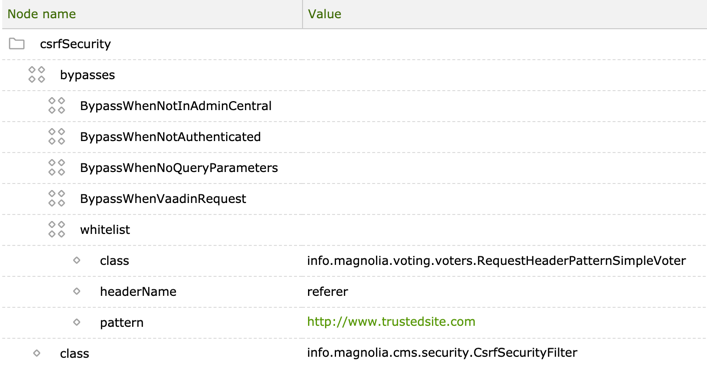 Node name Value
csrfSecurity
bypasses
BypassWhenNotInAdminCentral
BypassWhenNotAuthenticated
BypassWhenNoQueryParameters
BypassWhenVaadinRequest
whitelist
class info.magnolia.voting.voters.RequestHeaderPatternSimpleVoter
headerName referer
pattern http://www.trustedsite.com
class info.magnolia.cms.security.CsrfSecurityFilter